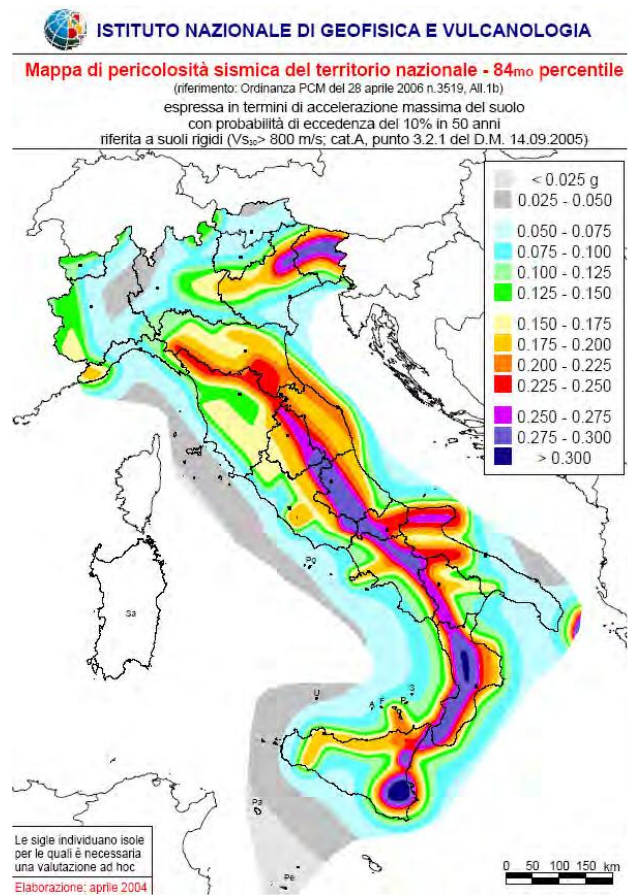 ISTITUTO NAZIONALE DI GEOFISICA E VULCANOLOGIA
Mappa di pericolosità sismica del territorio nazionale - 84mo percentile
(riferimento: Ordinanza PCM del 28 aprile 2006 n.3519, All.1b)
espressa in termini di accelerazione massima del suolo
con probabilità di eccedenza del 10% in 50 anni
riferita a suoli rigidi (Vs₃₀> 800 m/s; cat.A, punto 3.2.1 del D.M. 14.09.2005)
< 0.025 g
0.025 - 0.050
0.050 - 0.075
0.075 - 0.100
0.100 - 0.125
0.125 - 0.150
0.150 - 0.175
0.175 - 0.200
0.200 - 0.225
0.225 - 0.250
0.250 - 0.275
0.275 - 0.300
> 0.300
Po
Sa
U
A
F
P
S
Pa
Pe
Le sigle individuano isole
per le quali è necessaria
una valutazione ad hoc
Elaborazione: aprile 2004
0 50 100 150 km